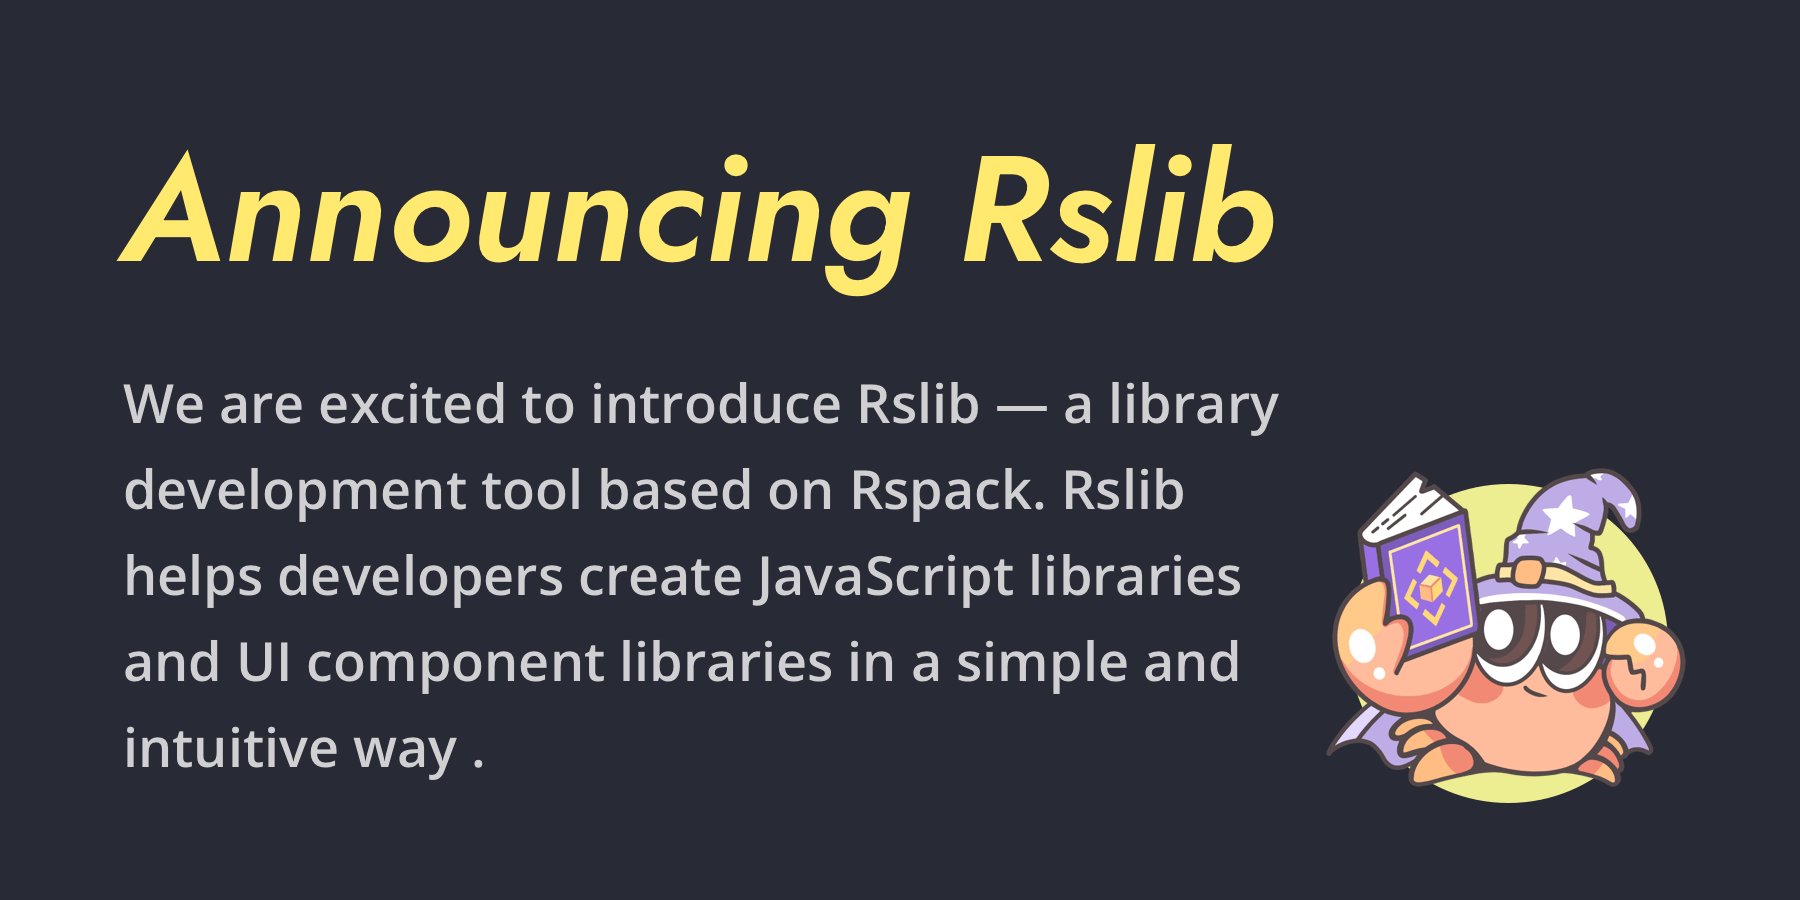 Announcing Rslib
We are excited to introduce Rslib — a library
development tool based on Rspack. Rslib
helps developers create JavaScript libraries
and UI component libraries in a simple and
intuitive way .